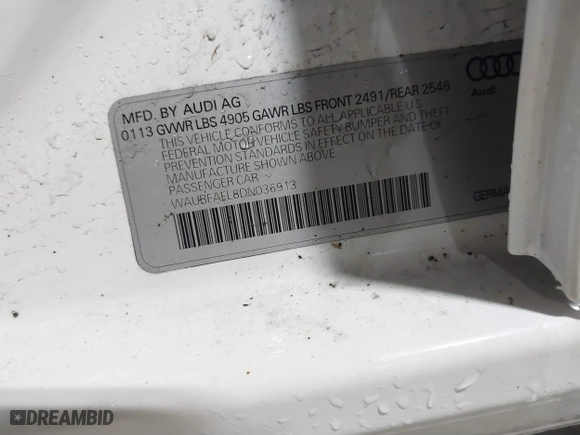 MFD. BY AUDI AG
0113 GVWR LBS 4905 GAWR LBS FRONT 2491/REAR 2546
THIS VEHICLE CONFORMS TO ALL APPLICABLE U S
FEDERAL MOTOR VEHICLE SAFETY BUMPER AND THEFT
PREVENTION STANDARDS IN EFFECT ON THE DATE OF
MANUFACTURE SHOWN ABOVE
PASSENGER CAR
WAUBFAEL8DN036913
Audi
GERMA
DREAMBID